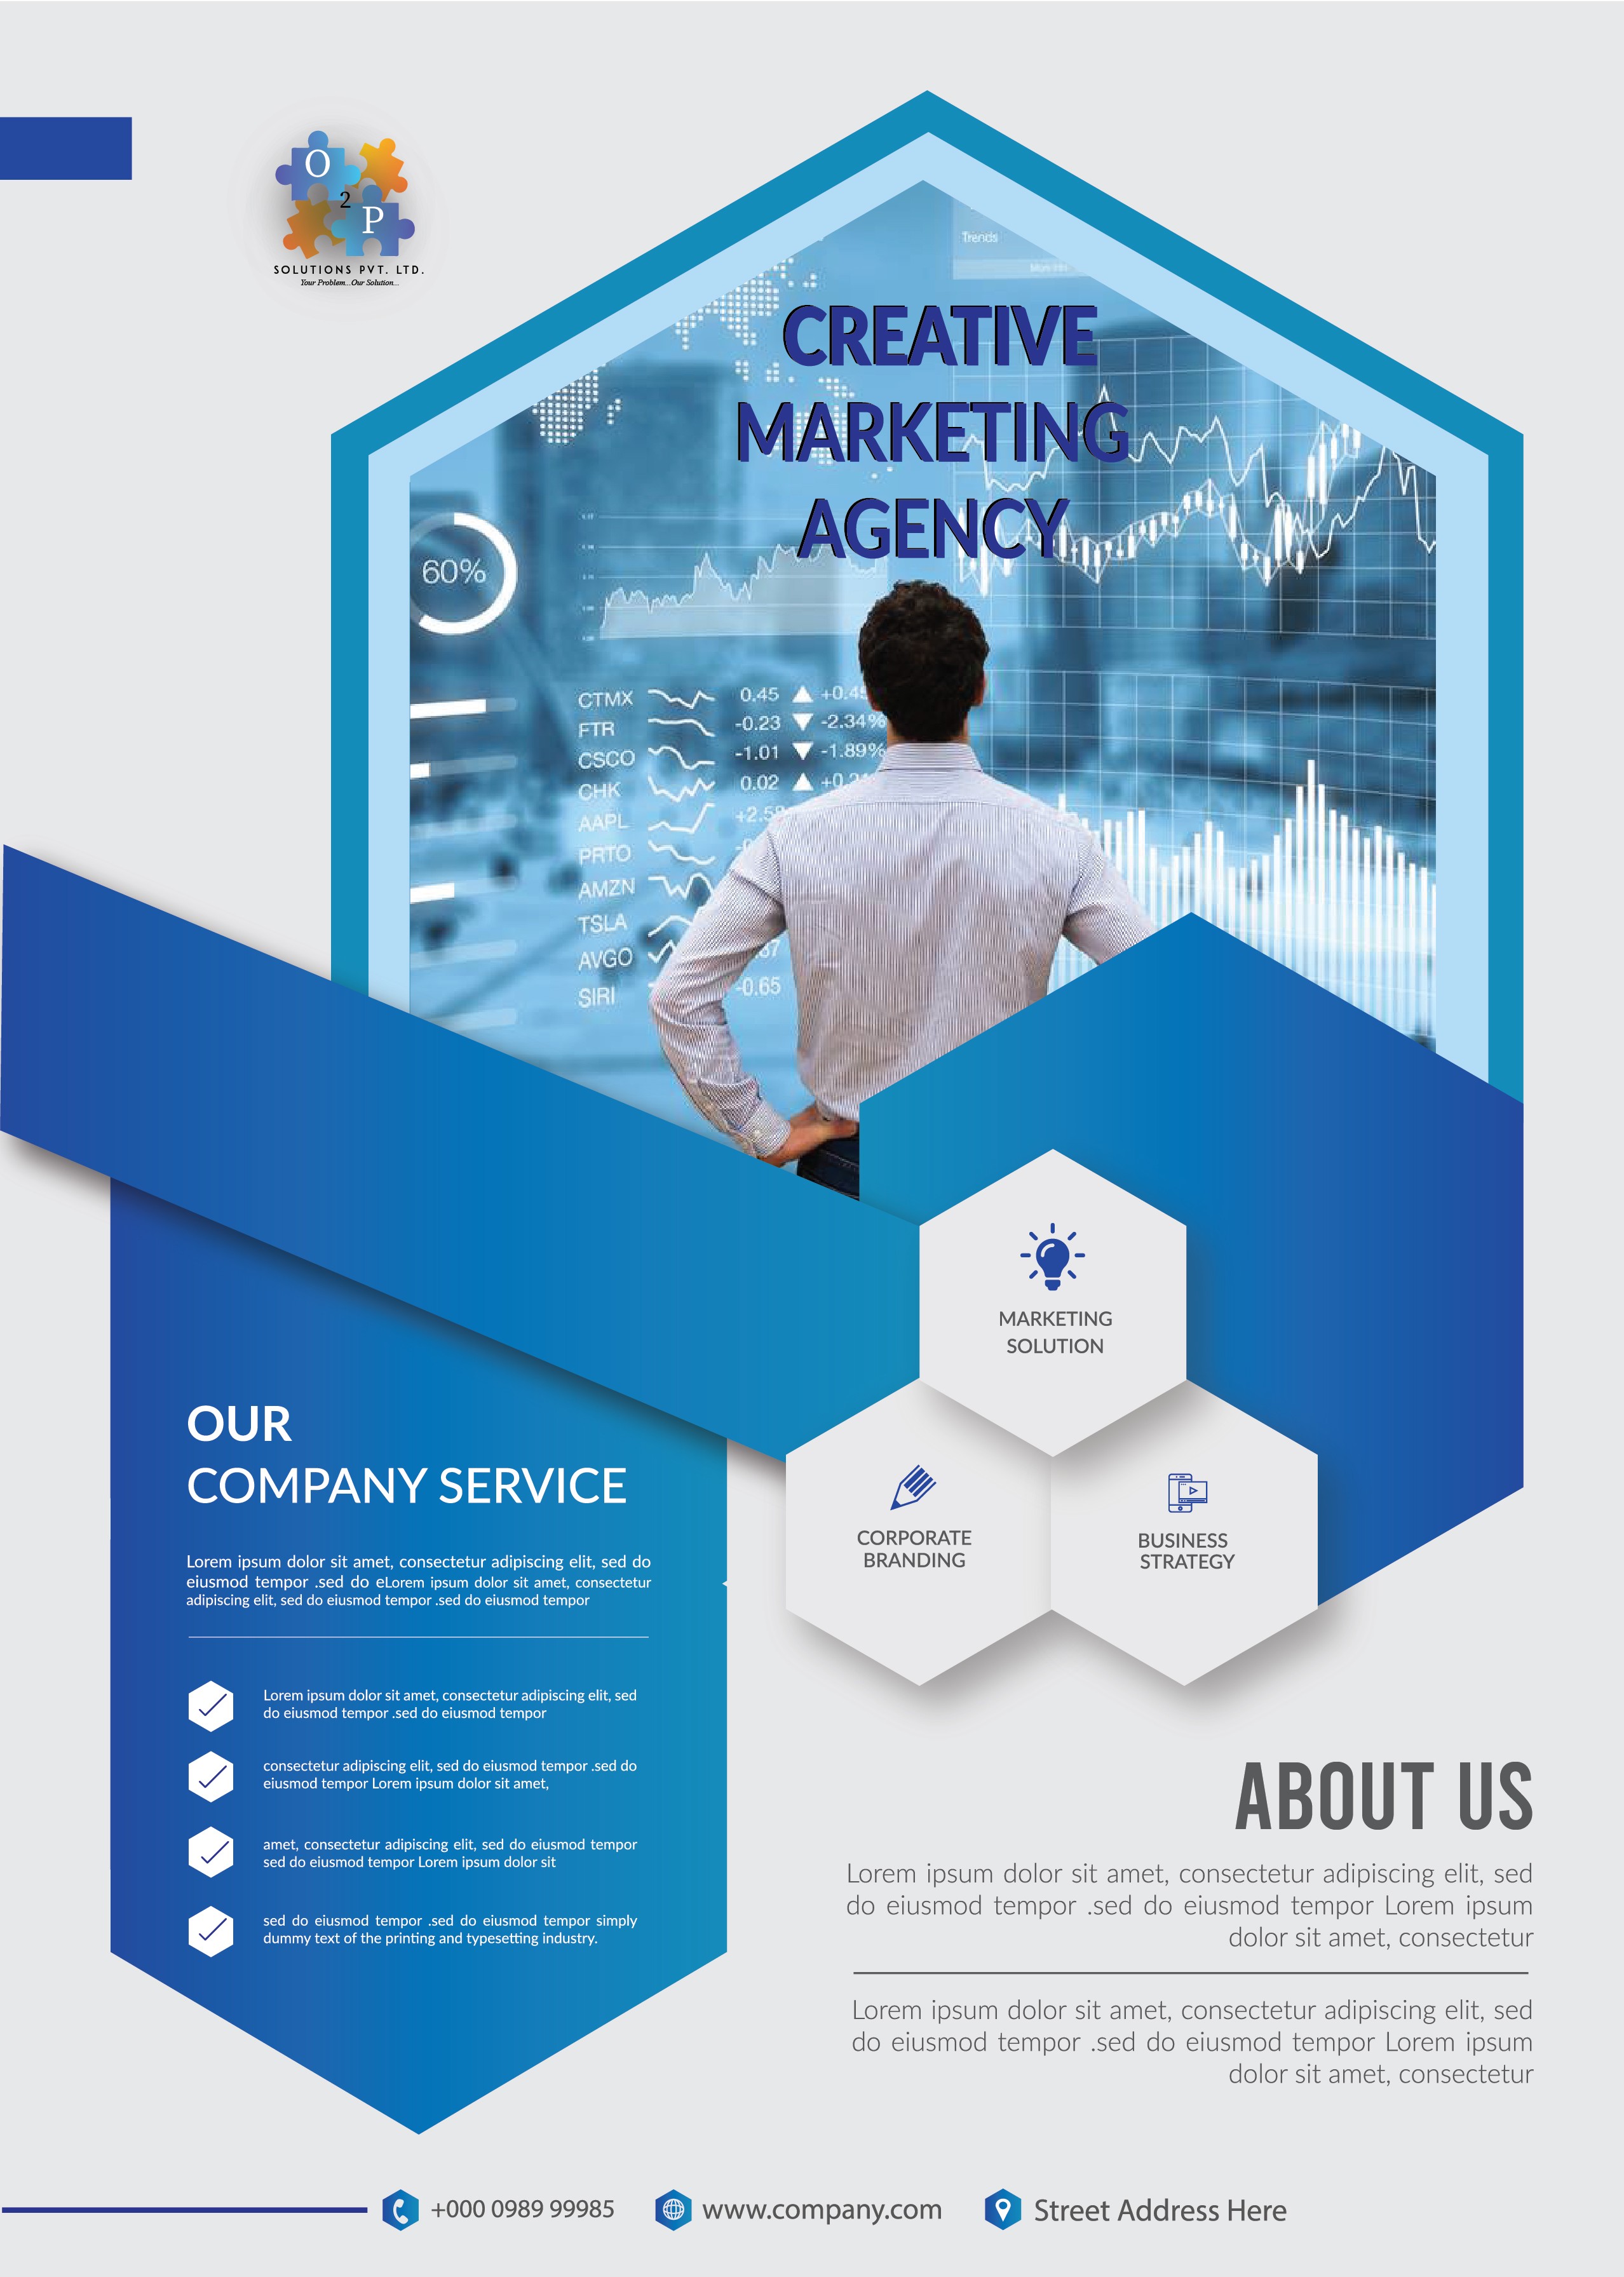 O
2
P
SOLUTIONS PVT. LTD.
Your Problem...Our Solution...
Trends
CREATIVE
MARKETING
AGENCY
60%
CTMX 0.45 +0.45
FTR -0.23 -2.34%
CSCO -1.01 -1.89%
CHK 0.02
AAPL
PRTO
AMZN
TSLA
AVGO
SIRI -0.65
MARKETING
SOLUTION
CORPORATE
BRANDING
BUSINESS
STRATEGY
OUR
COMPANY SERVICE
Lorem ipsum dolor sit amet, consectetur adipiscing elit, sed do
eiusmod tempor .sed do eLorem ipsum dolor sit amet, consectetur
adipiscing elit, sed do eiusmod tempor .sed do eiusmod tempor
Lorem ipsum dolor sit amet, consectetur adipiscing elit, sed
do eiusmod tempor .sed do eiusmod tempor
consectetur adipiscing elit, sed do eiusmod tempor .sed do
eiusmod tempor Lorem ipsum dolor sit amet,
amet, consectetur adipiscing elit, sed do eiusmod tempor
sed do eiusmod tempor Lorem ipsum dolor sit
sed do eiusmod tempor .sed do eiusmod tempor simply
dummy text of the printing and typesetting industry.
ABOUT US
Lorem ipsum dolor sit amet, consectetur adipiscing elit, sed
do eiusmod tempor .sed do eiusmod tempor Lorem ipsum
dolor sit amet, consectetur
Lorem ipsum dolor sit amet, consectetur adipiscing elit, sed
do eiusmod tempor .sed do eiusmod tempor Lorem ipsum
dolor sit amet, consectetur
+000 0989 99985
www.company.com
Street Address Here